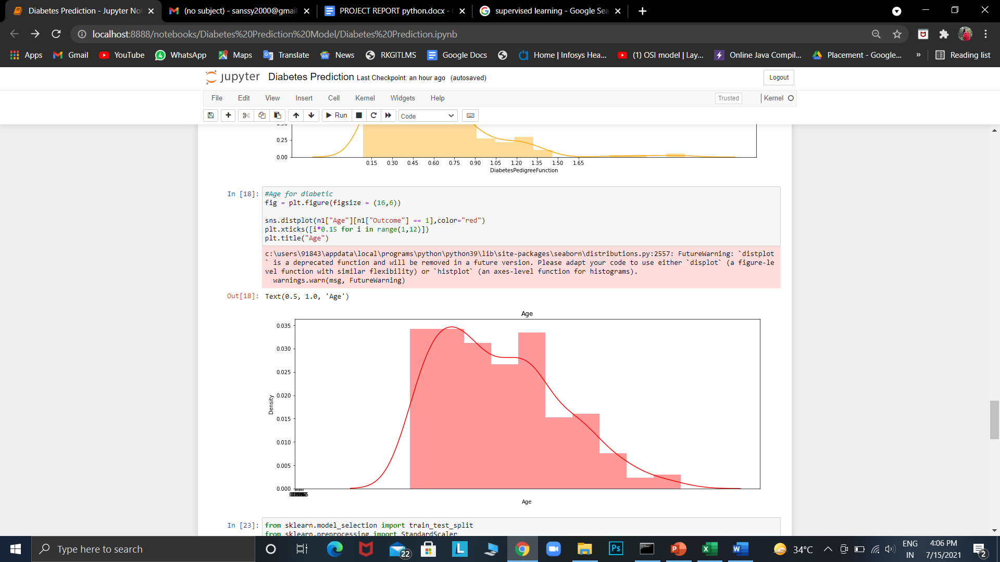 Diabetes Prediction - Jupyter Not
(no subject) - sanssy2000@gmail
PROJECT REPORT python.docx -
supervised learning - Google Sea
localhost:8888/notebooks/Diabetes%20Prediction%20Model/Diabetes%20Prediction.ipynb
Apps Gmail YouTube WhatsApp Maps Translate News RKGITLMS Google Docs Home | Infosys Hea... (1) OSI model | Lay... Online Java Compil... Placement - Google... » Reading list
jupyter Diabetes Prediction Last Checkpoint: an hour ago (autosaved) Logout
File Edit View Insert Cell Kernel Widgets Help Trusted Kernel
Run Code
0.25
0.00
0.15 0.30 0.45 0.60 0.75 0.90 1.05 1.20 1.35 1.50 1.65
DiabetesPedigreeFunction
In [18]: #Age for diabetic
fig = plt.figure(figsize = (16,6))
sns.distplot(n1["Age"][n1["Outcome"] == 1],color="red")
plt.xticks([i*0.15 for i in range(1,12)])
plt.title("Age")
c:\users\91843\appdata\local\programs\python\python39\lib\site-packages\seaborn\distributions.py:2557: FutureWarning: `distplot
` is a deprecated function and will be removed in a future version. Please adapt your code to use either `displot` (a figure-le
vel function with similar flexibility) or `histplot` (an axes-level function for histograms).
warnings.warn(msg, FutureWarning)
Out[18]: Text(0.5, 1.0, 'Age')
Age
0.035
0.030
0.025
0.020
0.015
0.010
0.005
0.000
Density
Age
In [23]: from sklearn.model_selection import train_test_split
from sklearn.preprocessing import StandardScaler
Type here to search
22
L
Ps
P
X
W
34°C
ENG
IN
4:06 PM
7/15/2021
2